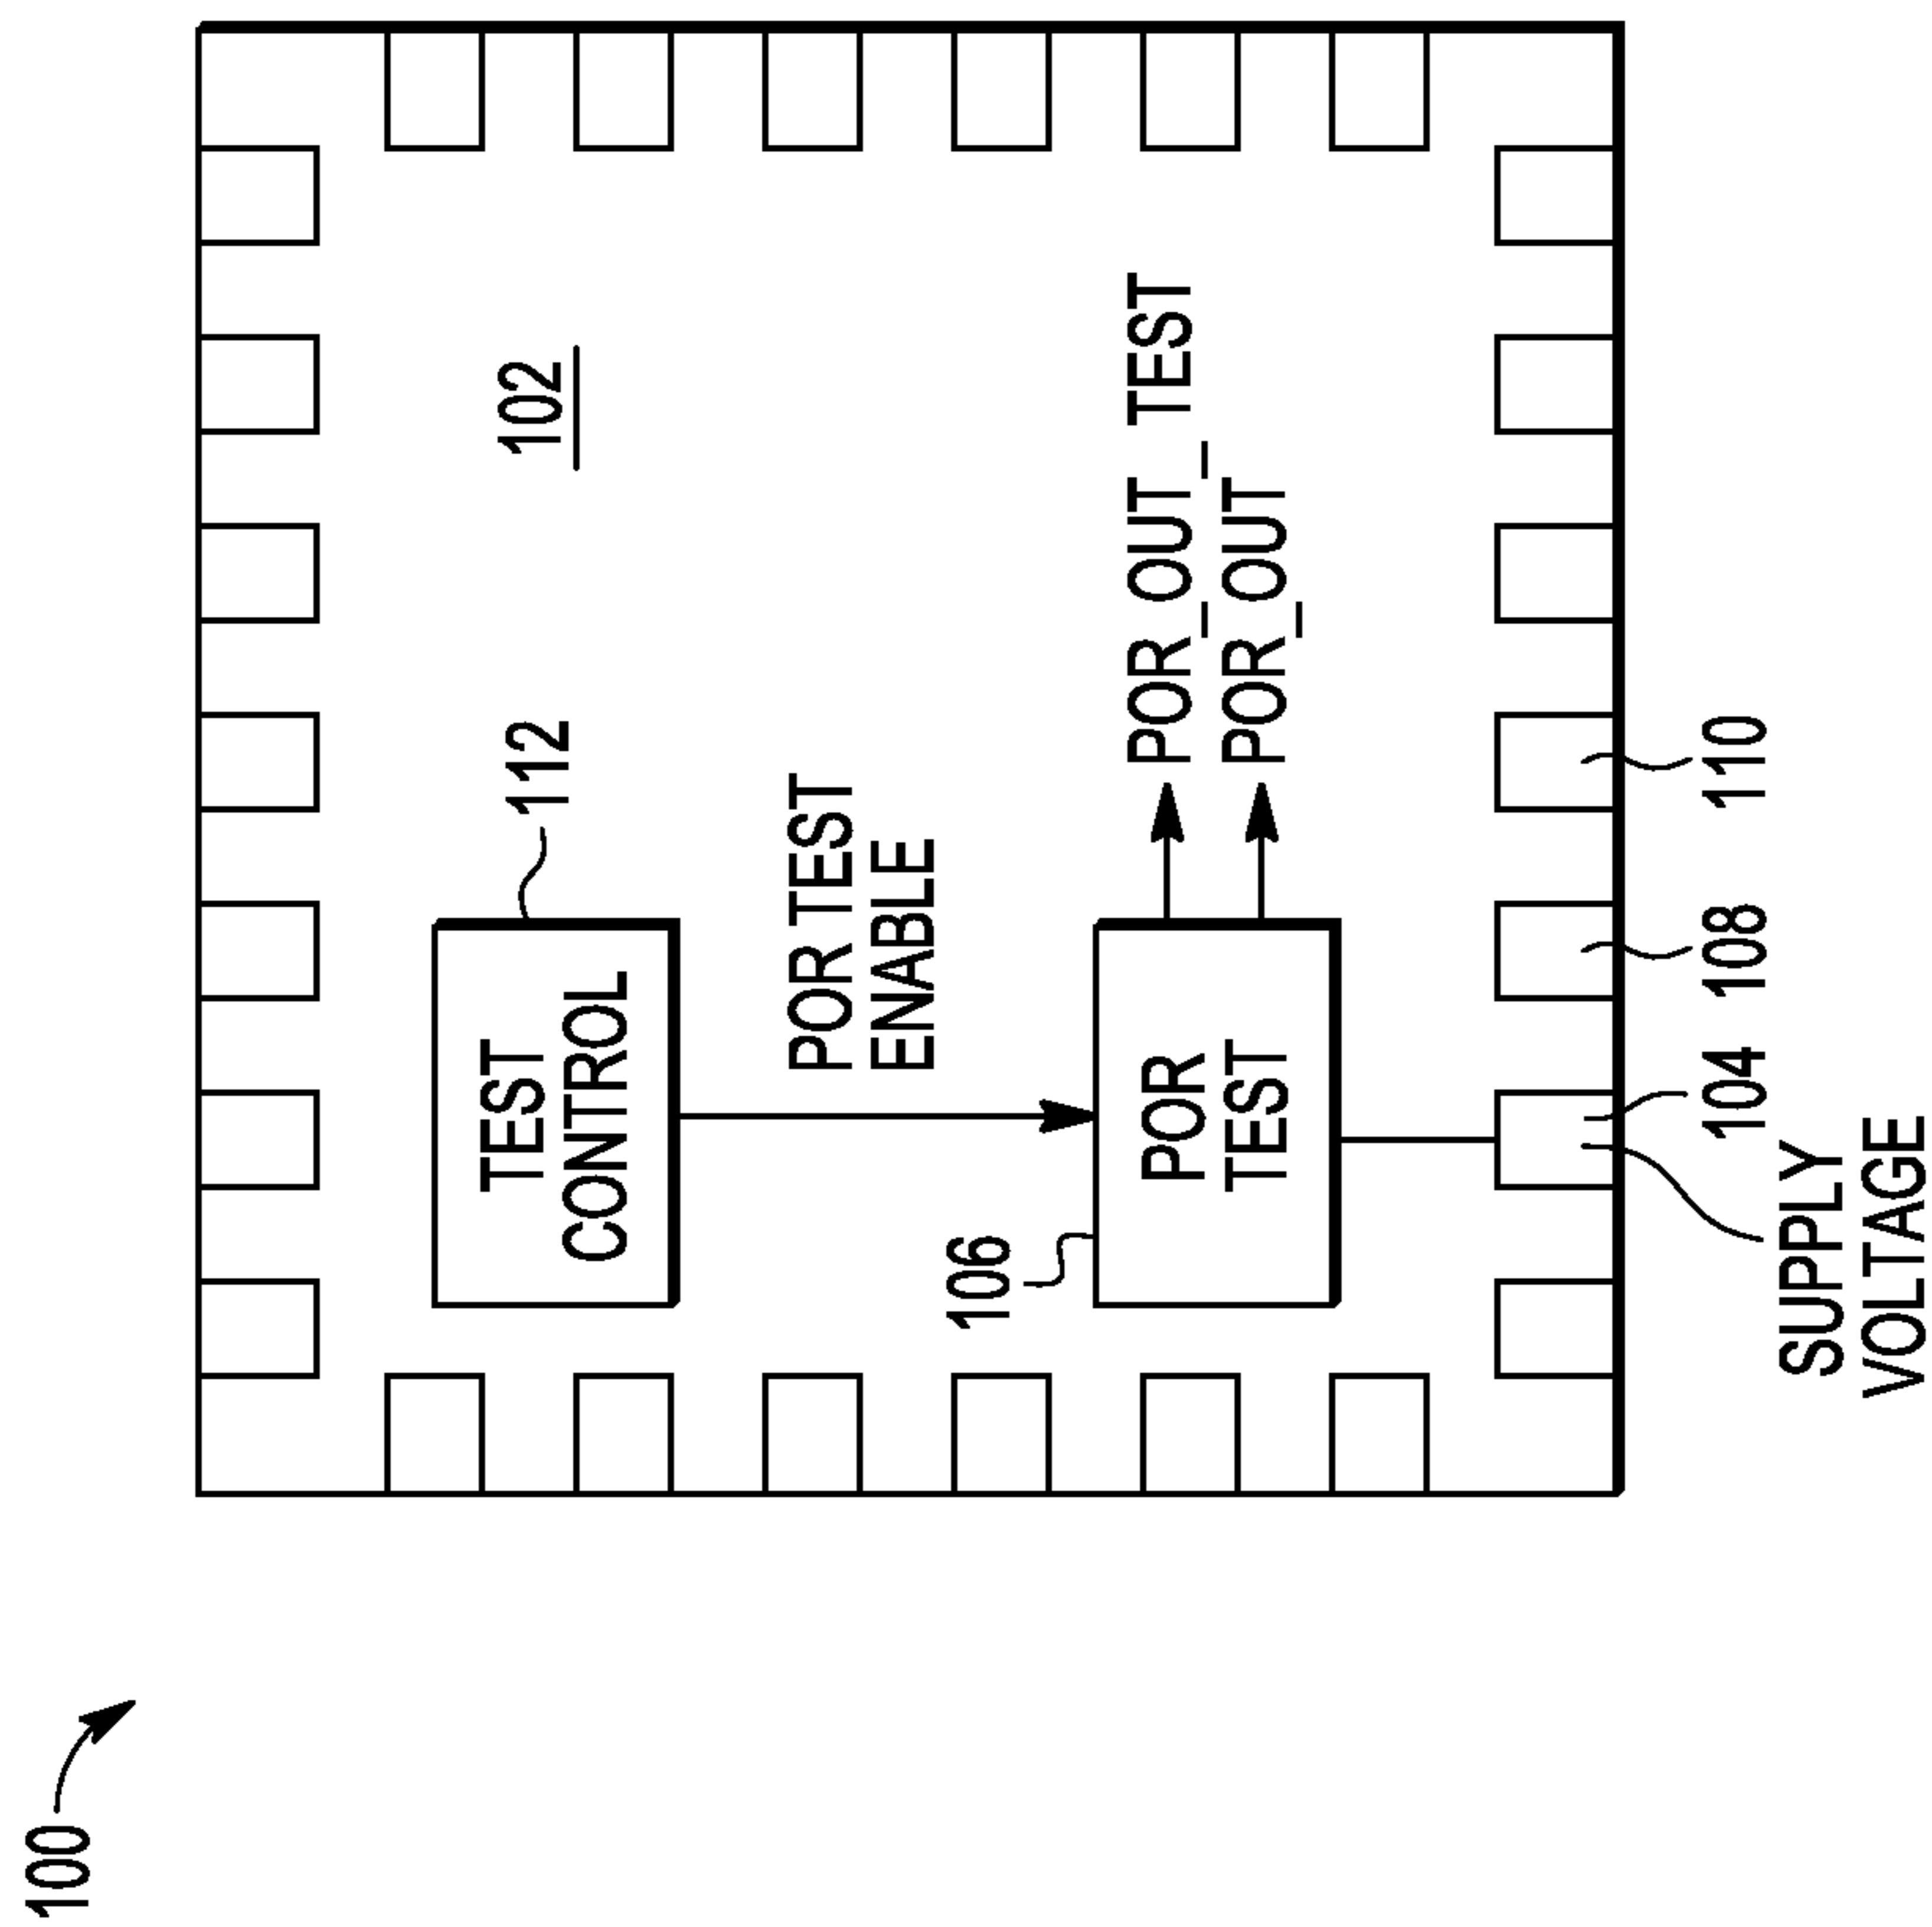 100
102
112
TEST
CONTROL
POR TEST
ENABLE
106
POR
TEST
POR_OUT_TEST
POR_OUT
104
108
110
SUPPLY
VOLTAGE